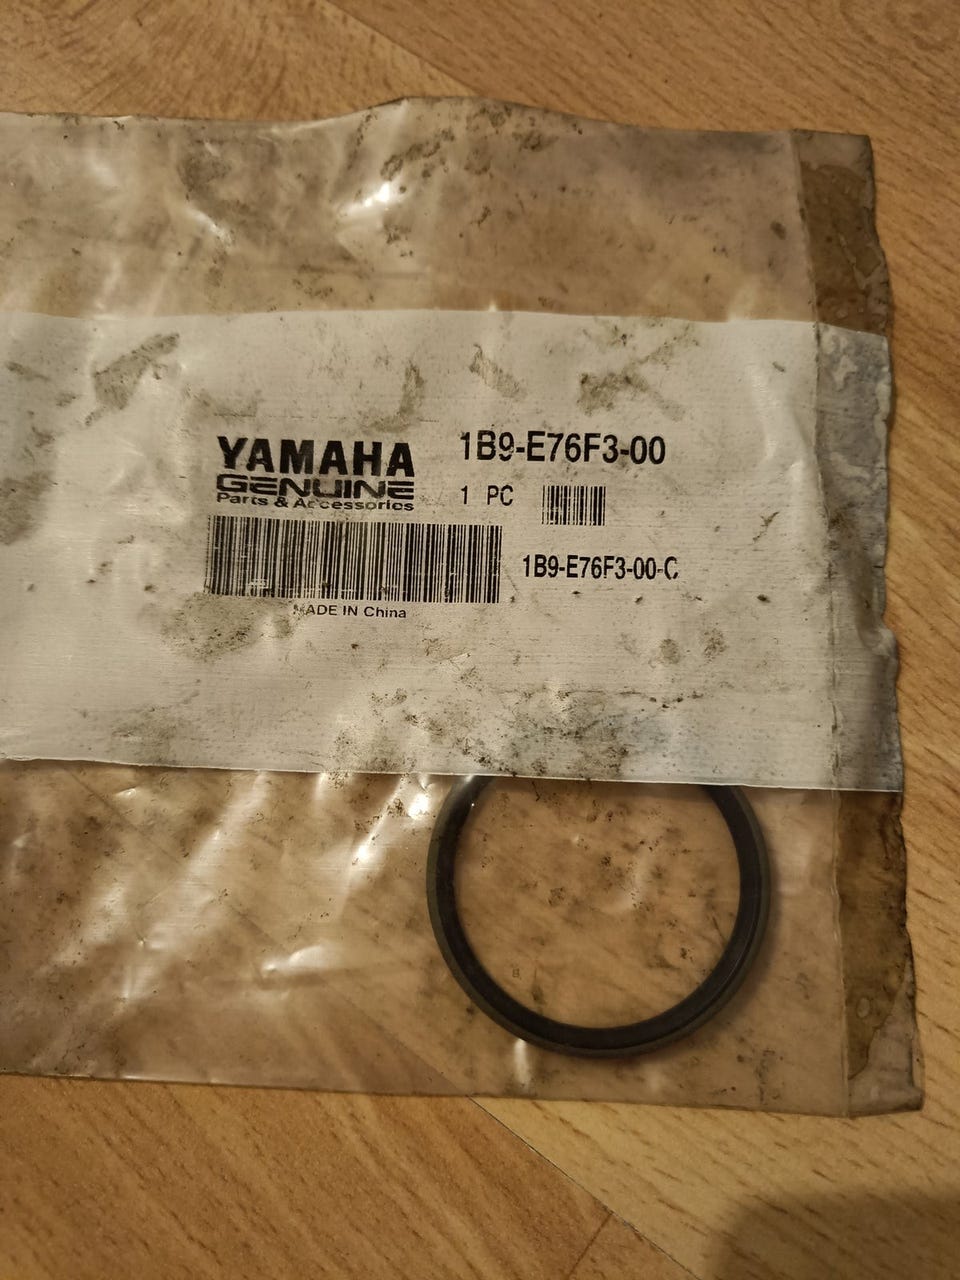 YAMAHA
GENUINE
Parts & Accessories
1B9-E76F3-00
1 PC
1B9-E76F3-00-C
MADE IN China